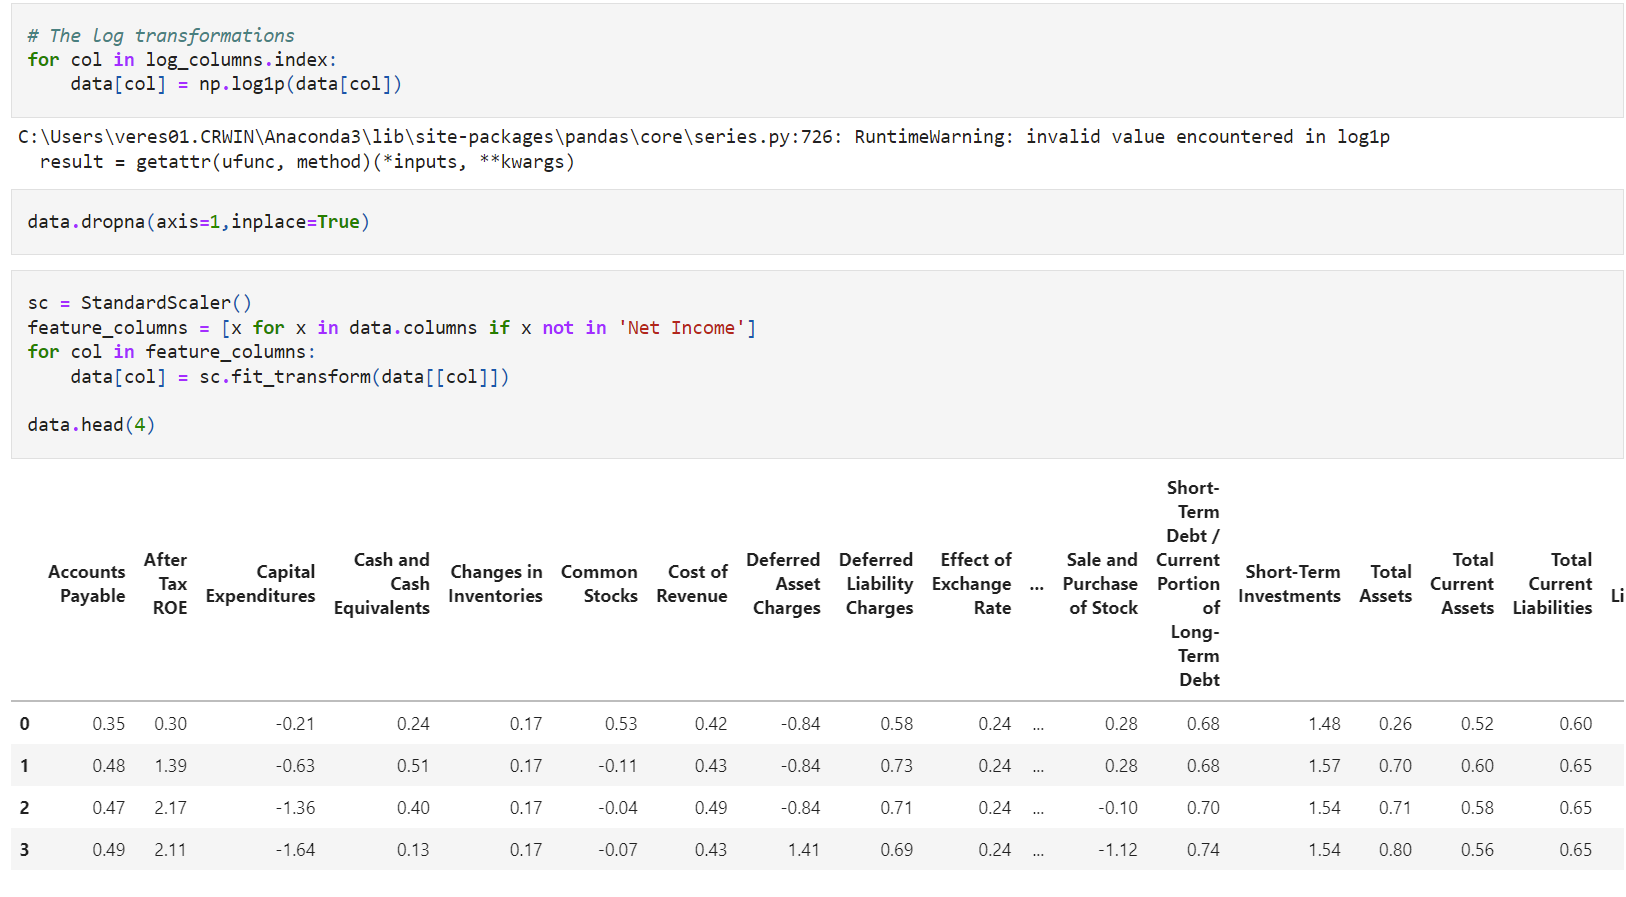 # The log transformations
for col in log_columns.index:
    data[col] = np.log1p(data[col])
C:\Users\veres01.CRWIN\Anaconda3\lib\site-packages\pandas\core\series.py:726: RuntimeWarning: invalid value encountered in log1p
  result = getattr(ufunc, method)(*inputs, **kwargs)
data.dropna(axis=1,inplace=True)
sc = StandardScaler()
feature_columns = [x for x in data.columns if x not in 'Net Income']
for col in feature_columns:
    data[col] = sc.fit_transform(data[[col]])
data.head(4)
Accounts Payable After Tax ROE Capital Expenditures Cash and Cash Equivalents Changes in Inventories Common Stocks Cost of Revenue Deferred Asset Charges Deferred Liability Charges Effect of Exchange Rate ... Sale and Purchase of Stock Short-Term Debt / Current Portion of Long-Term Debt Short-Term Investments Total Assets Total Current Assets Total Current Liabilities Li
0 0.35 0.30 -0.21 0.24 0.17 0.53 0.42 -0.84 0.58 0.24 ... 0.28 0.68 1.48 0.26 0.52 0.60
1 0.48 1.39 -0.63 0.51 0.17 -0.11 0.43 -0.84 0.73 0.24 ... 0.28 0.68 1.57 0.70 0.60 0.65
2 0.47 2.17 -1.36 0.40 0.17 -0.04 0.49 -0.84 0.71 0.24 ... -0.10 0.70 1.54 0.71 0.58 0.65
3 0.49 2.11 -1.64 0.13 0.17 -0.07 0.43 1.41 0.69 0.24 ... -1.12 0.74 1.54 0.80 0.56 0.65